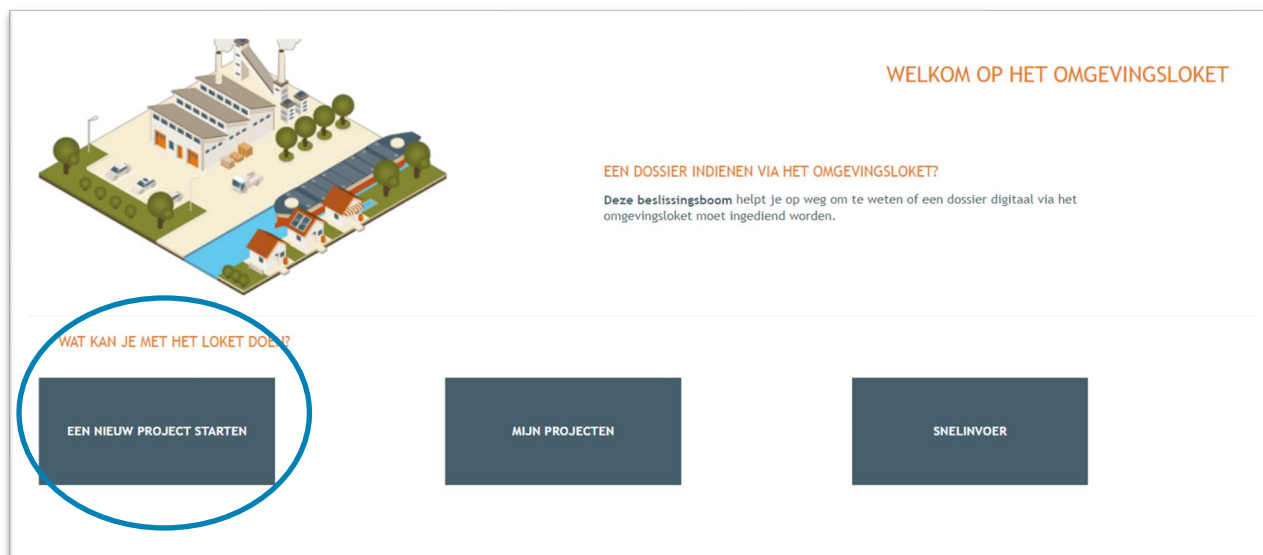 WELKOM OP HET OMGEVINGSLOKET
EEN DOSSIER INDIENEN VIA HET OMGEVINGSLOKET?
Deze beslissingsboom helpt je op weg om te weten of een dossier digitaal via het
omgevingsloket moet ingediend worden.
WAT KAN JE MET HET LOKET DOEN?
EEN NIEUW PROJECT STARTEN
MIJN PROJECTEN
SNELINVOER